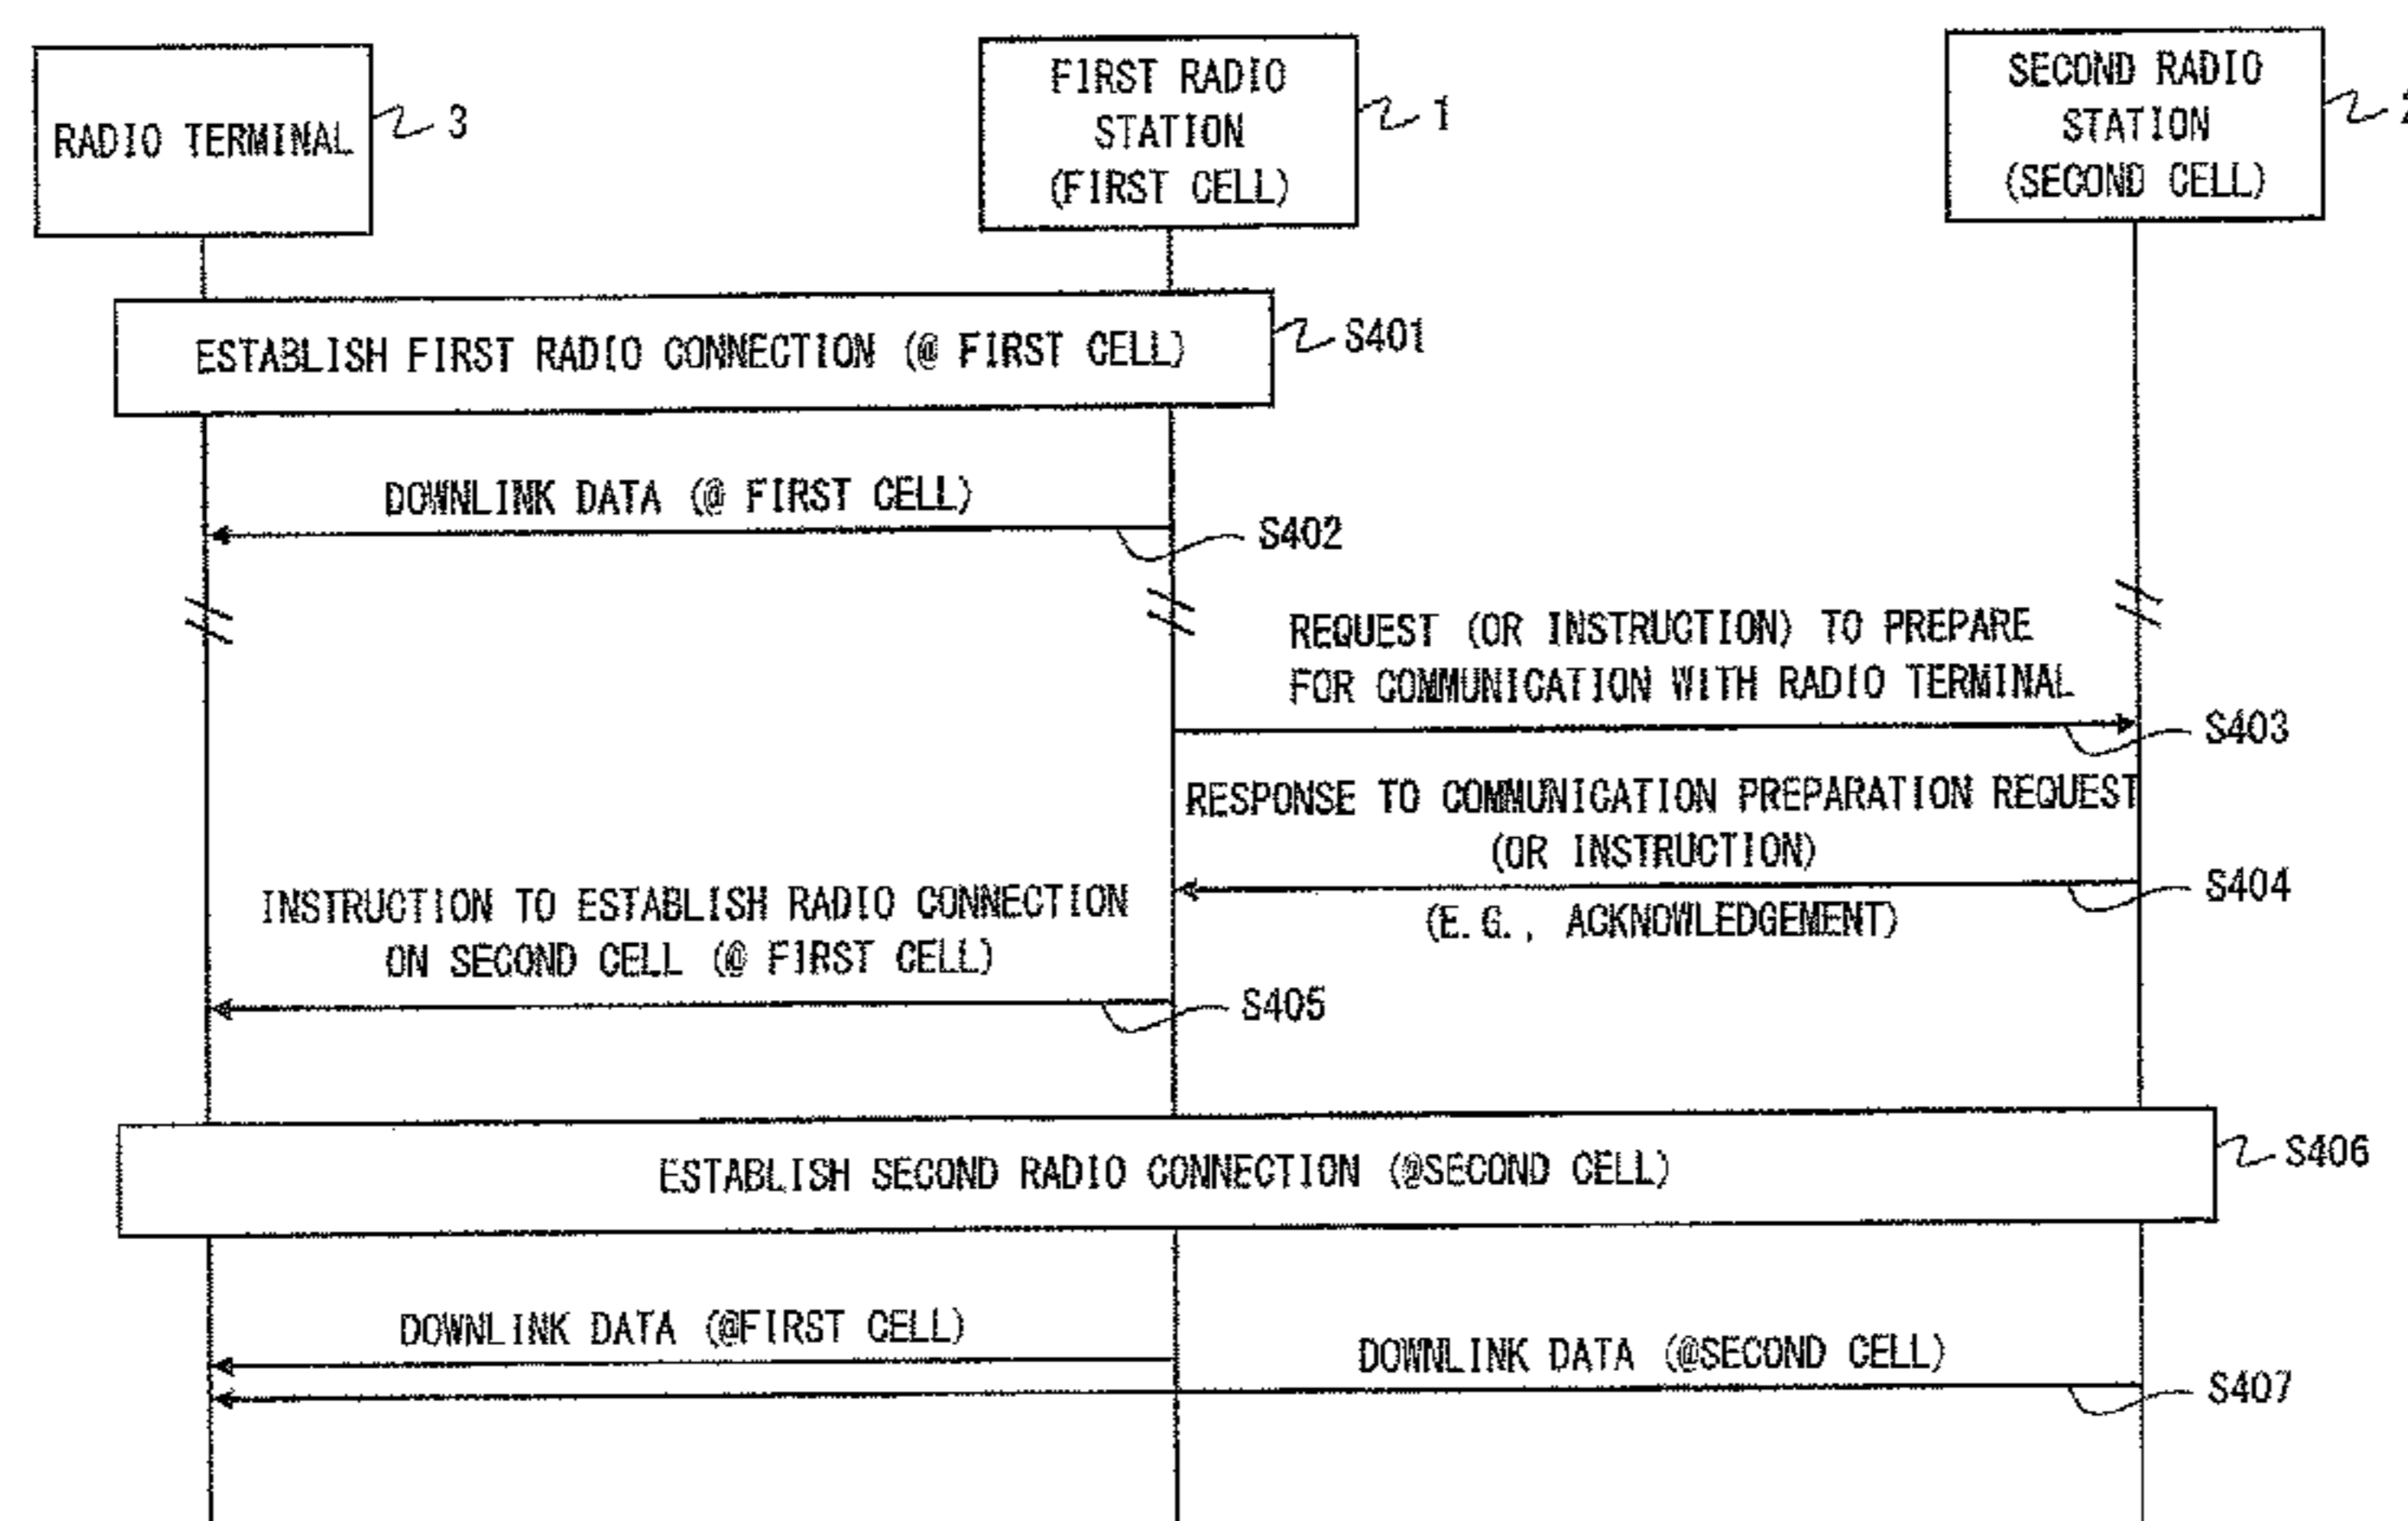 RADIO TERMINAL
3
FIRST RADIO
STATION
(FIRST CELL)
1
SECOND RADIO
STATION
(SECOND CELL)
2
ESTABLISH FIRST RADIO CONNECTION (@ FIRST CELL)
S401
DOWNLINK DATA (@ FIRST CELL)
S402
REQUEST (OR INSTRUCTION) TO PREPARE
FOR COMMUNICATION WITH RADIO TERMINAL
S403
RESPONSE TO COMMUNICATION PREPARATION REQUEST
(OR INSTRUCTION)
(E.G., ACKNOWLEDGEMENT)
S404
INSTRUCTION TO ESTABLISH RADIO CONNECTION
ON SECOND CELL (@ FIRST CELL)
S405
ESTABLISH SECOND RADIO CONNECTION (@SECOND CELL)
S406
DOWNLINK DATA (@FIRST CELL)
DOWNLINK DATA (@SECOND CELL)
S407